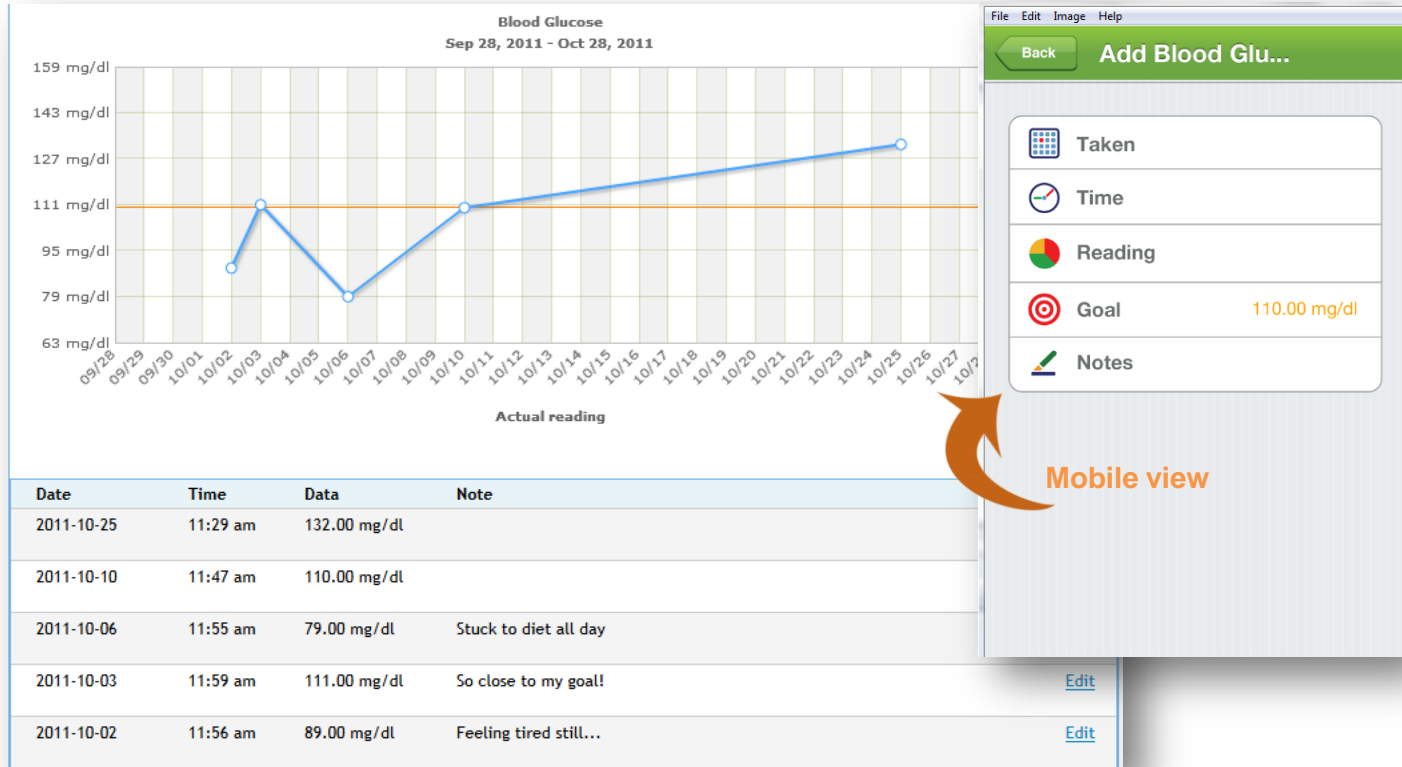 Blood Glucose
Sep 28, 2011 - Oct 28, 2011
159 mg/dl
143 mg/dl
127 mg/dl
111 mg/dl
95 mg/dl
79 mg/dl
63 mg/dl
09/28 09/29 09/30 10/01 10/02 10/03 10/04 10/05 10/06 10/07 10/08 10/09 10/10 10/11 10/12 10/13 10/14 10/15 10/16 10/17 10/18 10/19 10/20 10/21 10/22 10/23 10/24 10/25 10/26 10/27
Actual reading
Date Time Data Note
2011-10-25 11:29 am 132.00 mg/dl
2011-10-10 11:47 am 110.00 mg/dl
2011-10-06 11:55 am 79.00 mg/dl Stuck to diet all day
2011-10-03 11:59 am 111.00 mg/dl So close to my goal! Edit
2011-10-02 11:56 am 89.00 mg/dl Feeling tired still... Edit
File Edit Image Help
Back Add Blood Glu...
Taken
Time
Reading
Goal 110.00 mg/dl
Notes
Mobile view